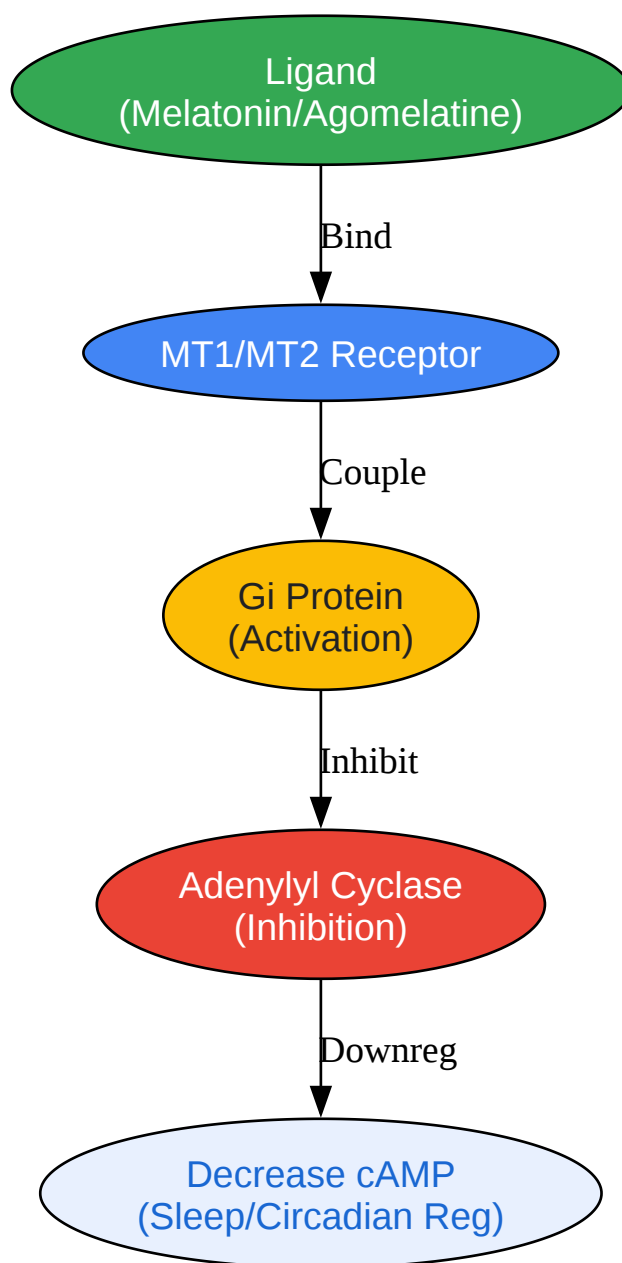 Ligand
(Melatonin/Agomelatine)
Bind
MT1/MT2 Receptor
Couple
Gi Protein
(Activation)
Inhibit
Adenylyl Cyclase
(Inhibition)
Downreg
Decrease cAMP
(Sleep/Circadian Reg)